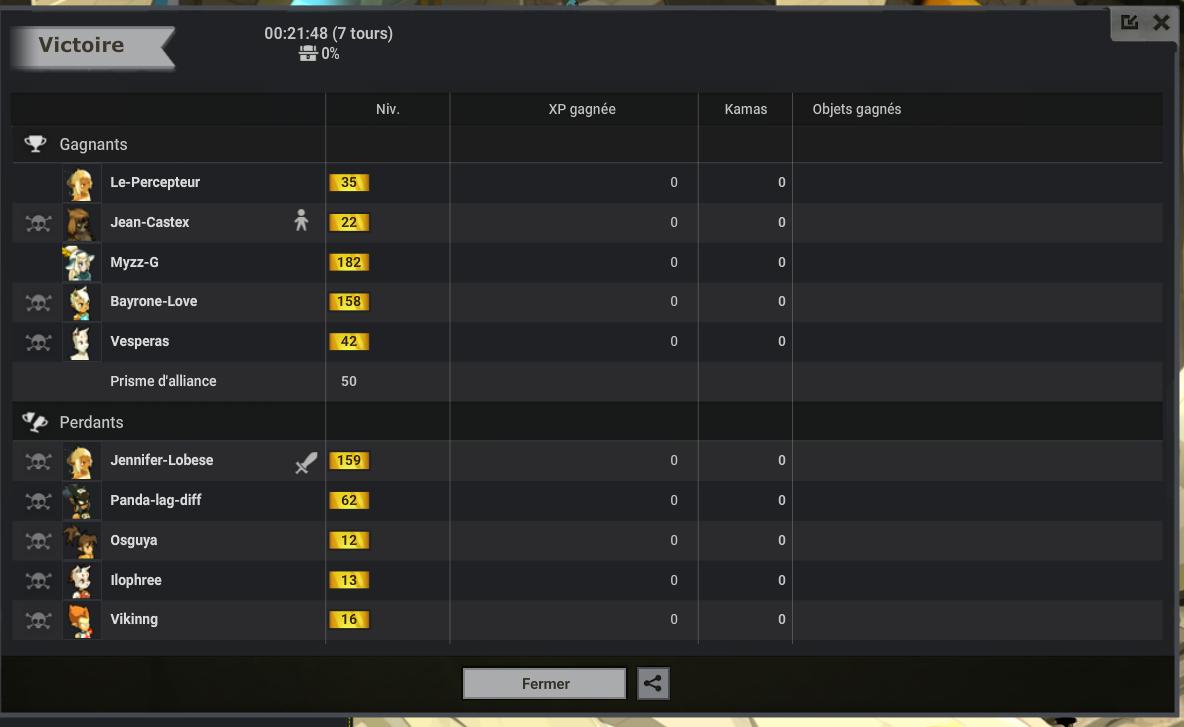 Victoire
00:21:48 (7 tours)
0%
Niv. XP gagnée Kamas Objets gagnés
Gagnants
Le-Percepteur 35 0 0
Jean-Castex 22 0 0
Myzz-G 182 0 0
Bayrone-Love 158 0 0
Vesperas 42 0 0
Prisme d'alliance 50
Perdants
Jennifer-Lobese 159 0 0
Panda-lag-diff 62 0 0
Osguya 12 0 0
Ilophree 13 0 0
Vikinng 16 0 0
Fermer